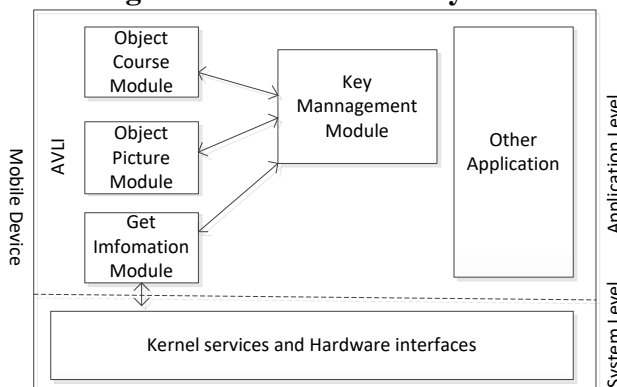 Object
Course
Module
Key
Mannagement
Module
Object
Picture
Module
Other
Application
Get
Imfomation
Module
Kernel services and Hardware interfaces
Mobile Device
AVLI
Application Level
System Level